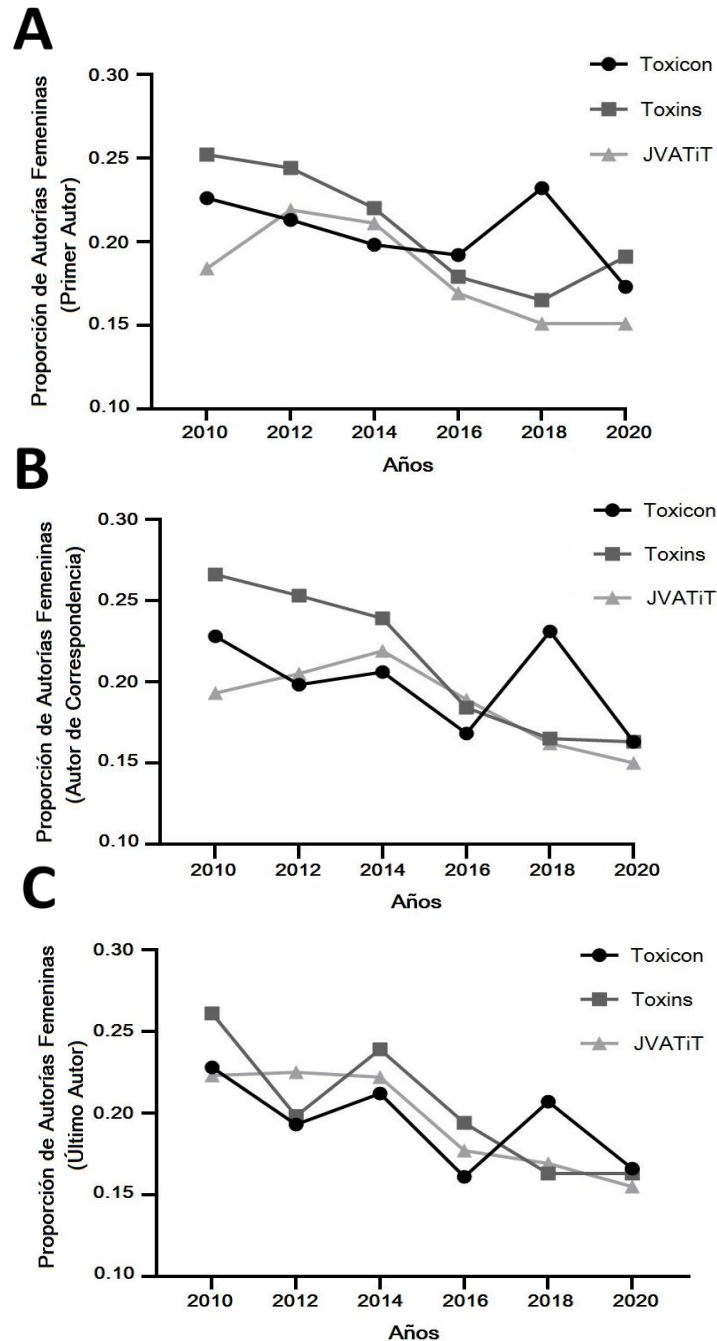 A
Proporción de Autorías Femeninas
(Primer Autor)
0.30
0.25
0.20
0.15
0.10
2010 2012 2014 2016 2018 2020
Años
Toxicon
Toxins
JVATiT
B
Proporción de Autorías Femeninas
(Autor de Correspondencia)
0.30
0.25
0.20
0.15
0.10
2010 2012 2014 2016 2018 2020
Años
Toxicon
Toxins
JVATiT
C
Proporción de Autorías Femeninas
(Último Autor)
0.30
0.25
0.20
0.15
0.10
2010 2012 2014 2016 2018 2020
Años
Toxicon
Toxins
JVATiT